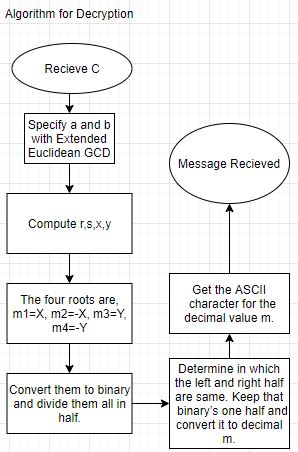 Algorithm for Decryption
Recieve C
Specify a and b
with Extended
Euclidean GCD
Compute r,s,x,y
The four roots are,
m1=X, m2=-X, m3=Y,
m4=-Y
Convert them to binary
and divide them all in
half.
Determine in which
the left and right half
are same. Keep that
binary's one half and
convert it to decimal
m.
Get the ASCII
character for the
decimal value m.
Message Recieved